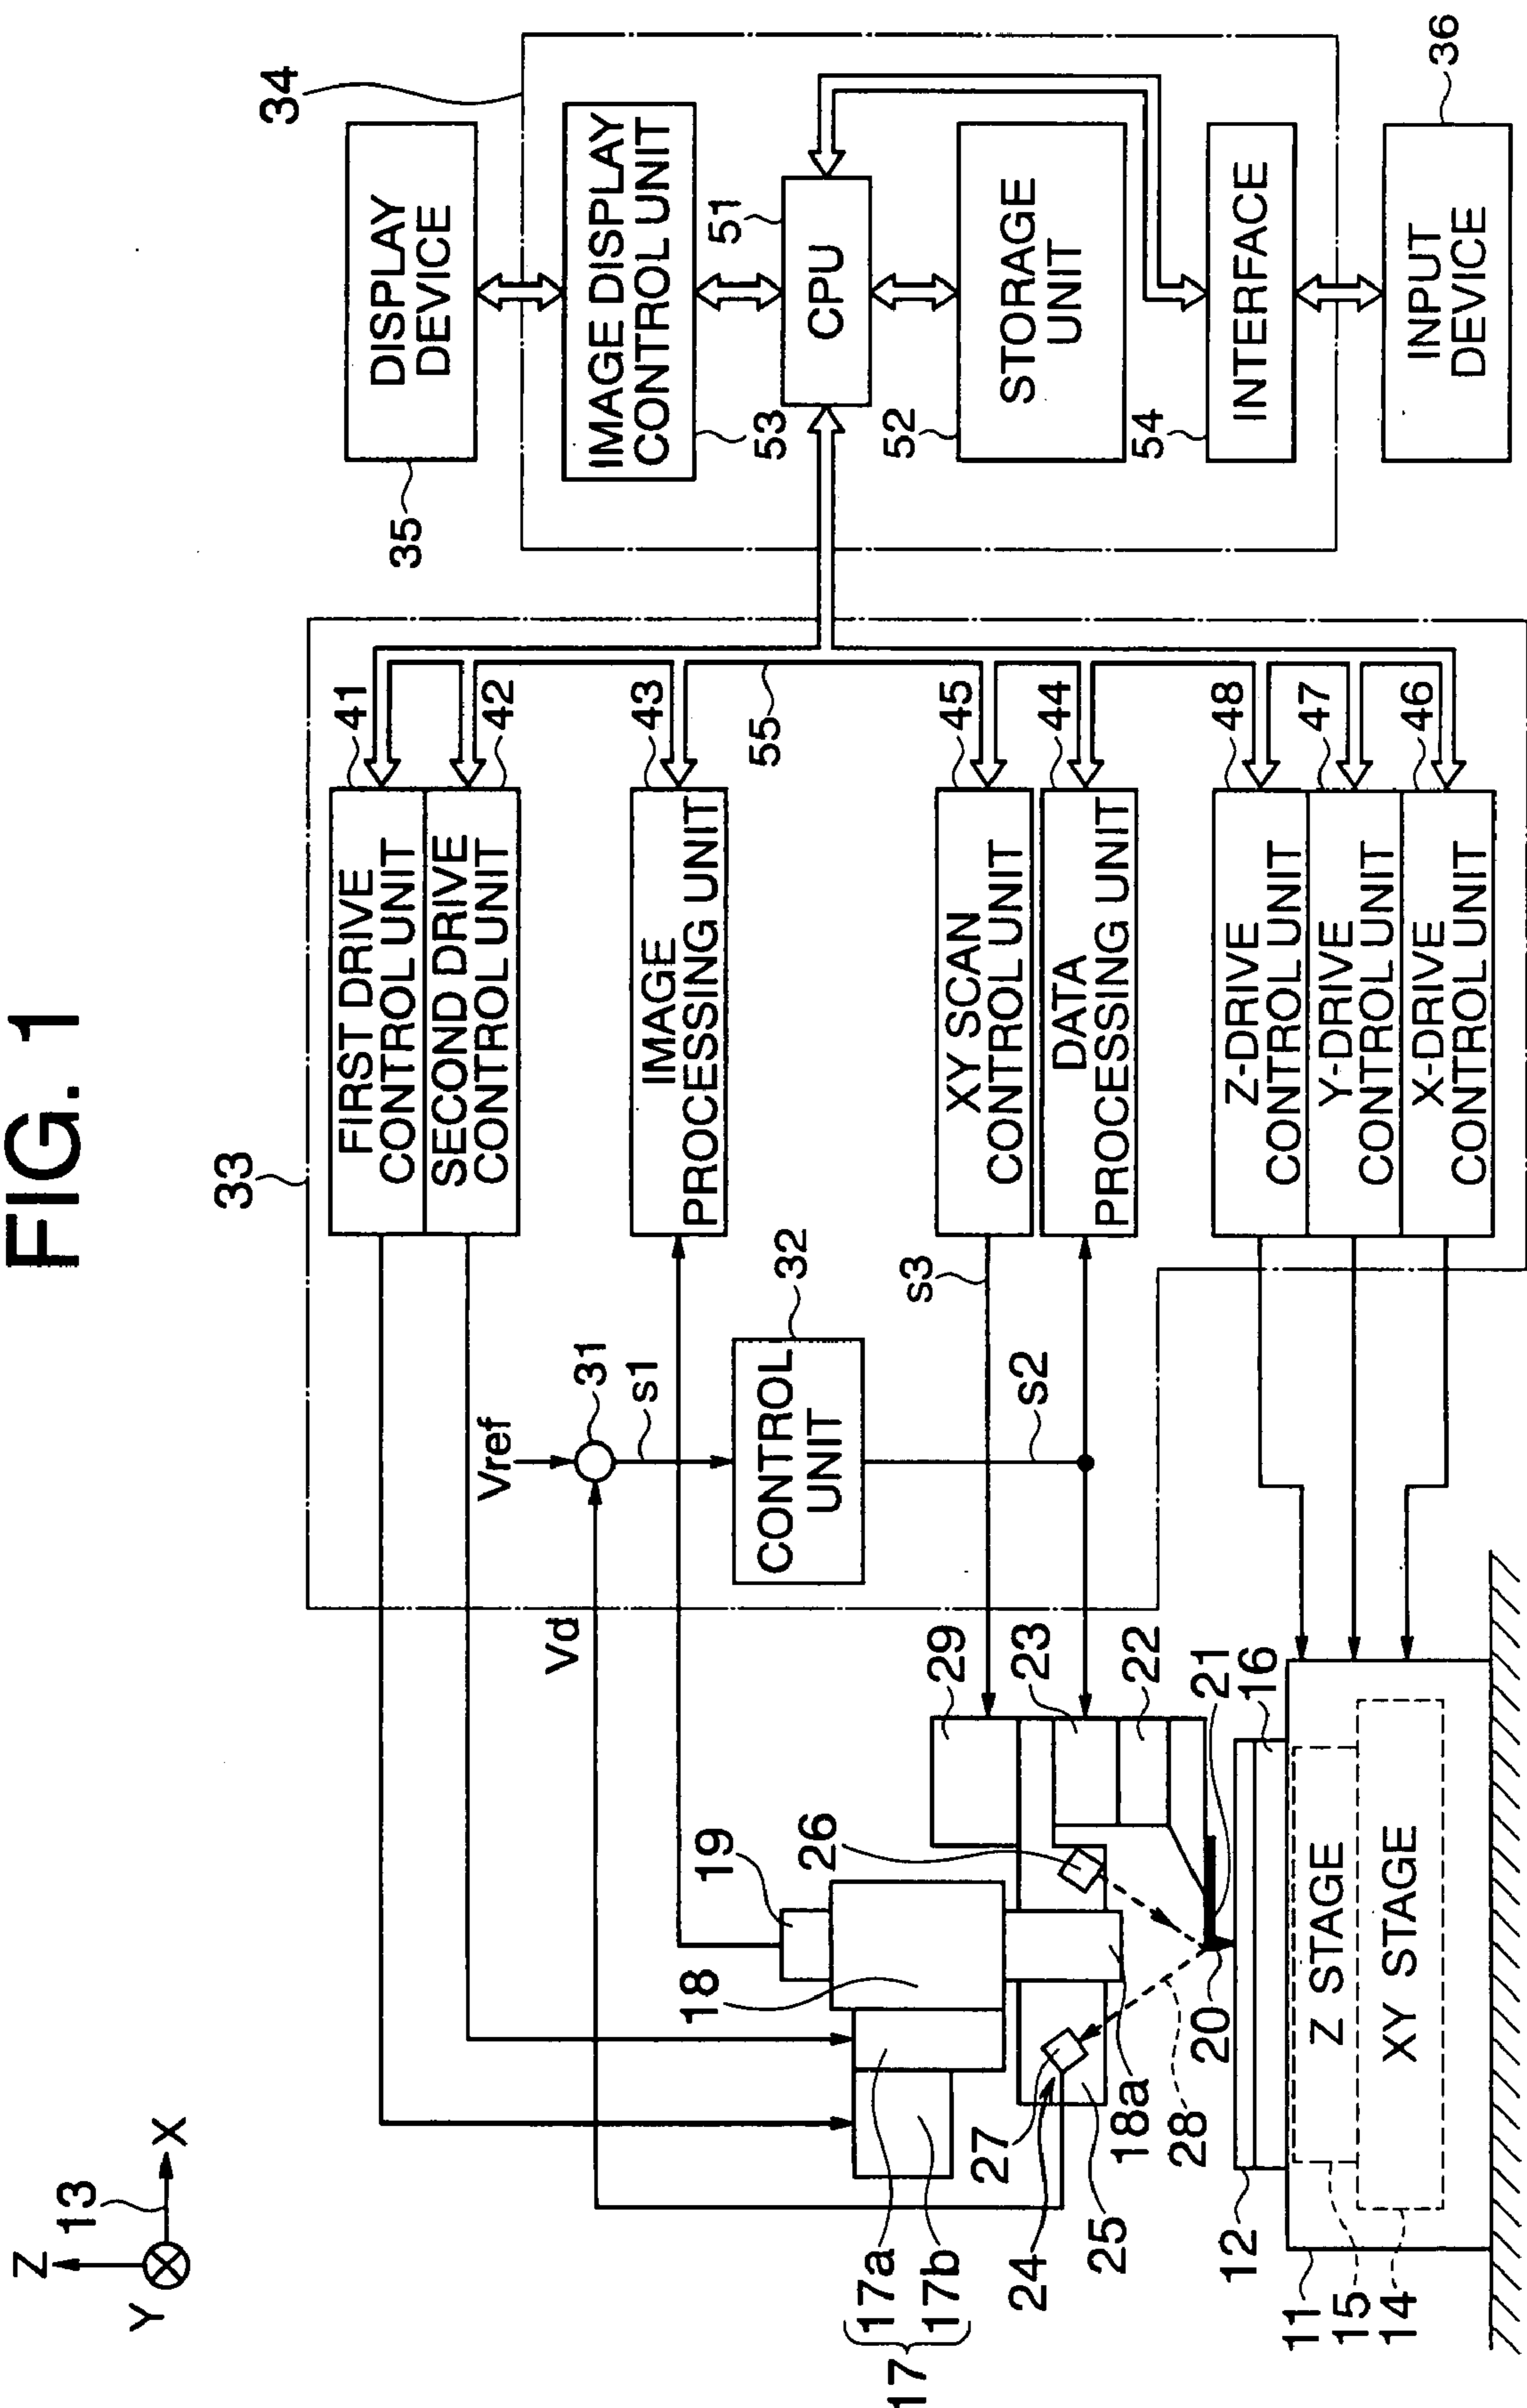 FIG. 1
34
DISPLAY
DEVICE
35
IMAGE DISPLAY
CONTROL UNIT
53
51
CPU
52
STORAGE
UNIT
54
INTERFACE
36
INPUT
DEVICE
33
41
FIRST DRIVE
CONTROL UNIT
42
SECOND DRIVE
CONTROL UNIT
43
IMAGE
PROCESSING UNIT
55
45
XY SCAN
CONTROL UNIT
44
DATA
PROCESSING UNIT
48
Z-DRIVE
CONTROL UNIT
47
Y-DRIVE
CONTROL UNIT
46
X-DRIVE
CONTROL UNIT
Vref
31
s1
32
CONTROL
UNIT
s3
s2
Vd
29
23
22
21
16
19
26
18
20
Z STAGE
XY STAGE
27
18a
28
24
25
17a
17b
17
12
11
15
14
Z
13
X
Y